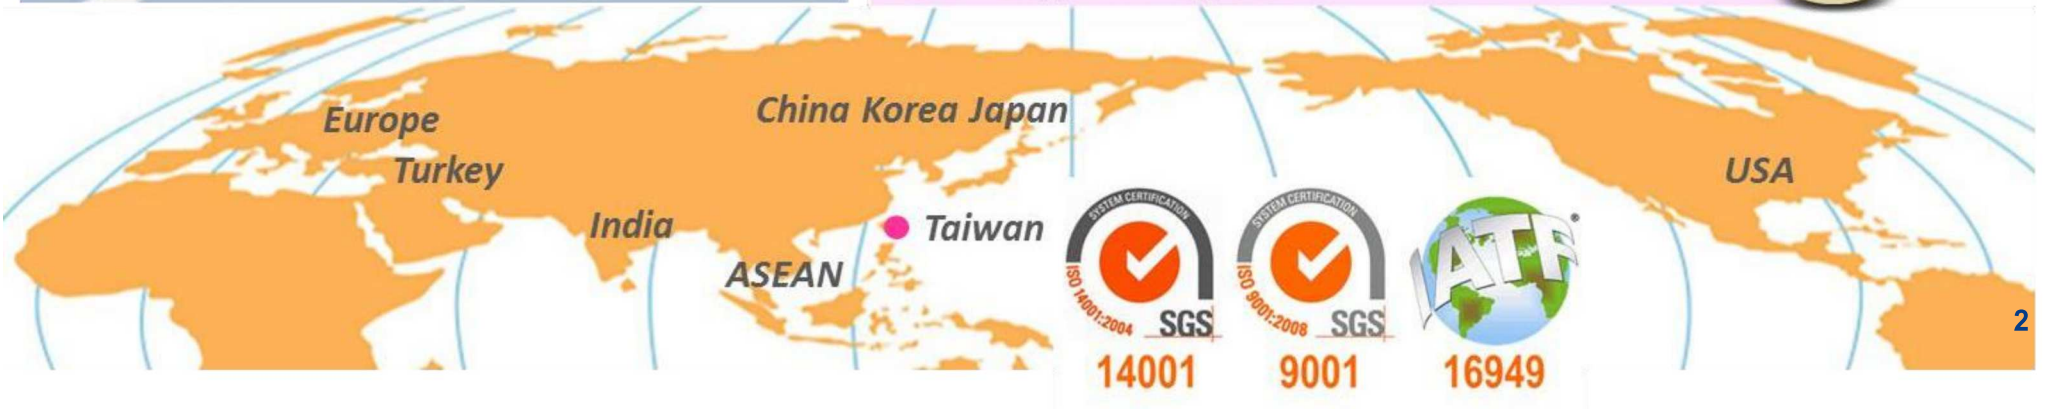 Europe
China Korea Japan
Turkey
USA
India
Taiwan
ASEAN
SYSTEM CERTIFICATION
ISO 14001:2004
SGS
14001
SYSTEM CERTIFICATION
ISO 9001:2008
SGS
9001
IATF®
16949
2